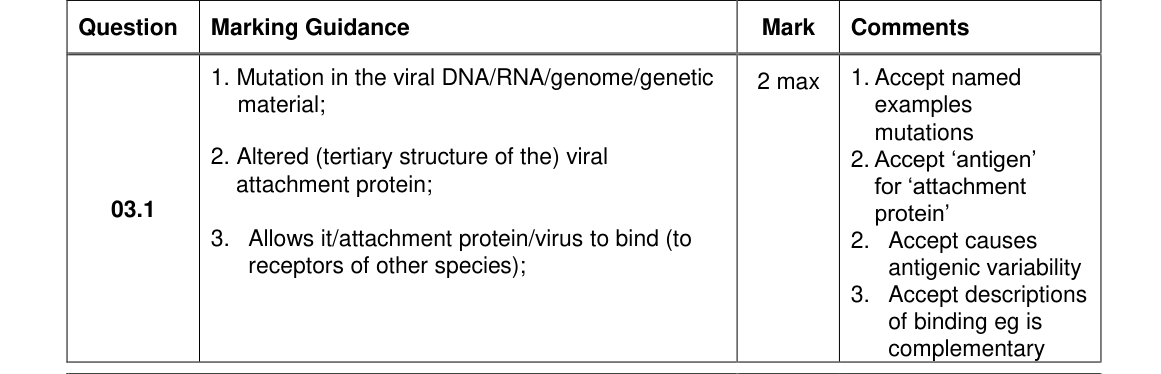 Question Marking Guidance Mark Comments
03.1
1. Mutation in the viral DNA/RNA/genome/genetic
material;
2. Altered (tertiary structure of the) viral
attachment protein;
3. Allows it/attachment protein/virus to bind (to
receptors of other species);
2 max
1. Accept named
examples
mutations
2. Accept ‘antigen’
for ‘attachment
protein’
2. Accept causes
antigenic variability
3. Accept descriptions
of binding eg is
complementary